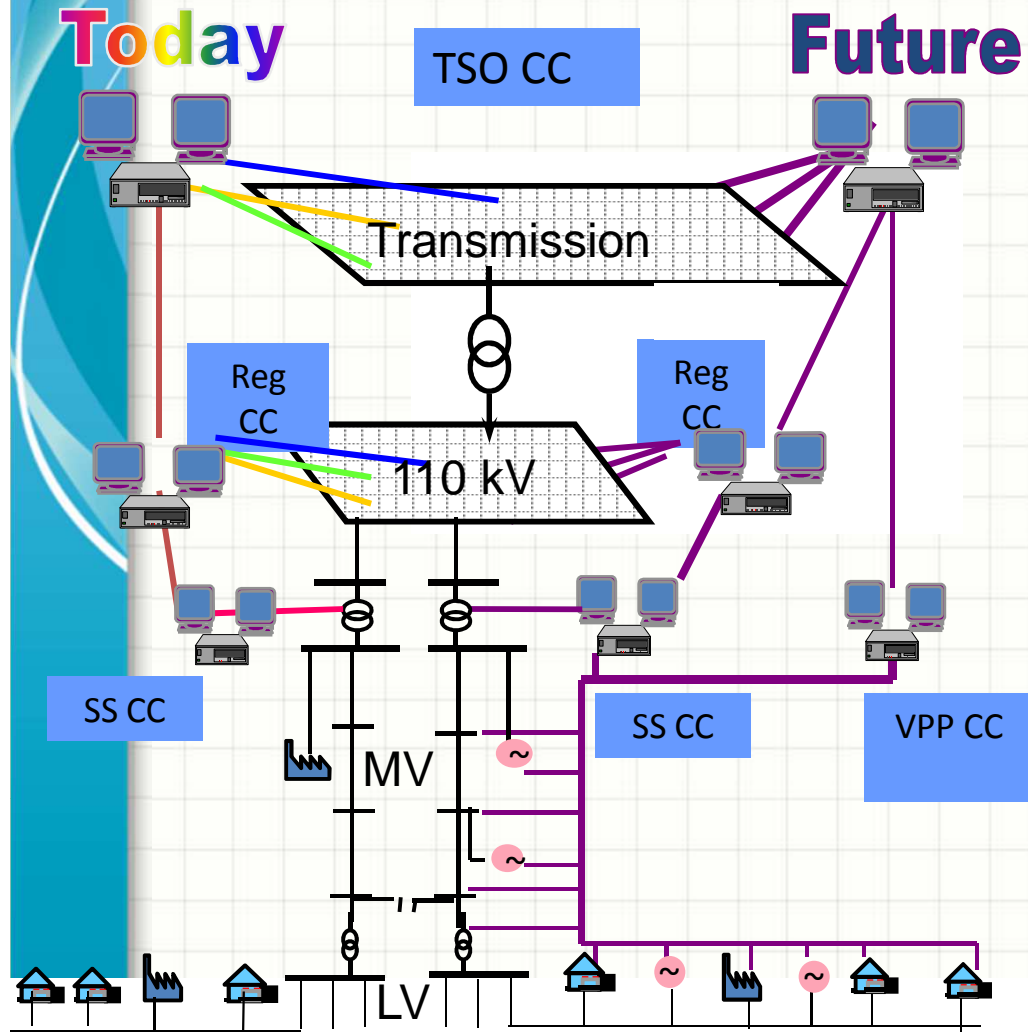 Today
TSO CC
Future
Transmission
Reg
CC
Reg
CC
110 kV
SS CC
SS CC
VPP CC
MV
~
~
~
~
LV